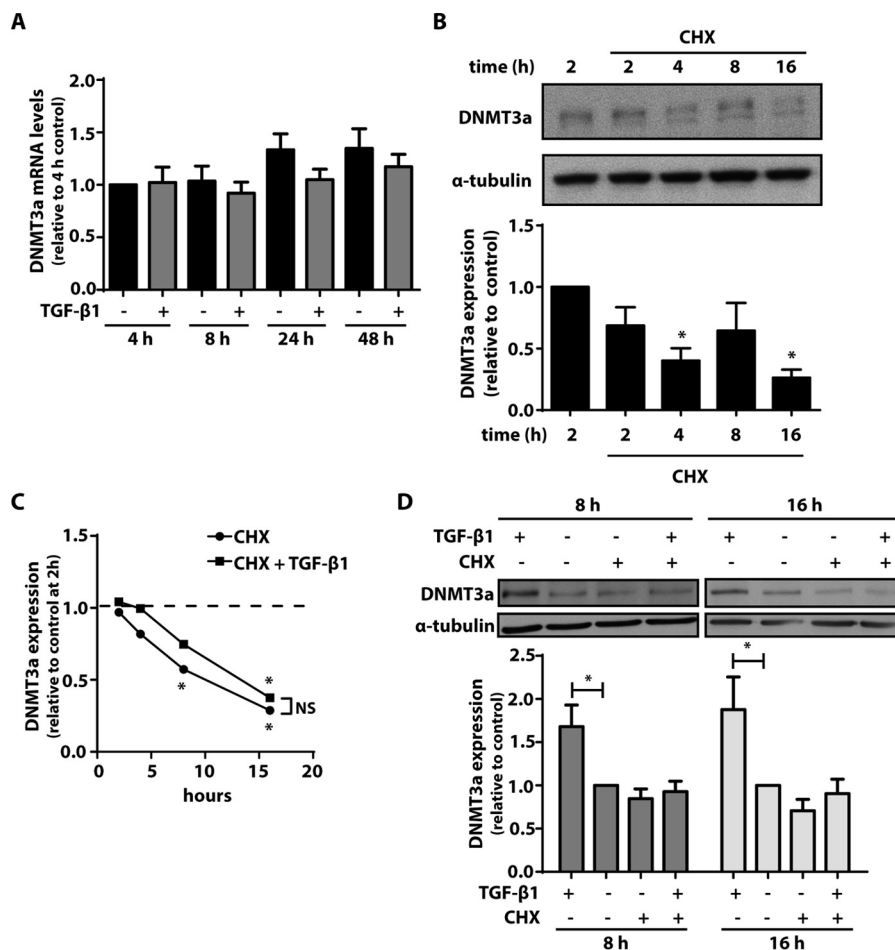 A
DNMT3a mRNA levels
(relative to 4 h control)
2.0
1.5
1.0
0.5
0.0
TGF-β1 - + - + - + - +
4 h 8 h 24 h 48 h
B
CHX
time (h) 2 2 4 8 16
DNMT3a
α-tubulin
DNMT3a expression
(relative to control)
1.5
1.0
0.5
0.0
* *
time (h) 2 2 4 8 16
CHX
C
DNMT3a expression
(relative to control at 2h)
1.5
1.0
0.5
0.0
CHX
CHX + TGF-β1
* * *
NS
0 5 10 15 20
hours
D
8 h 16 h
TGF-β1 + - - + + - - +
CHX - - + + - - + +
DNMT3a
α-tubulin
DNMT3a expression
(relative to control)
2.5
2.0
1.5
1.0
0.5
0.0
* *
TGF-β1 + - - + + - - +
CHX - - + + - - + +
8 h 16 h